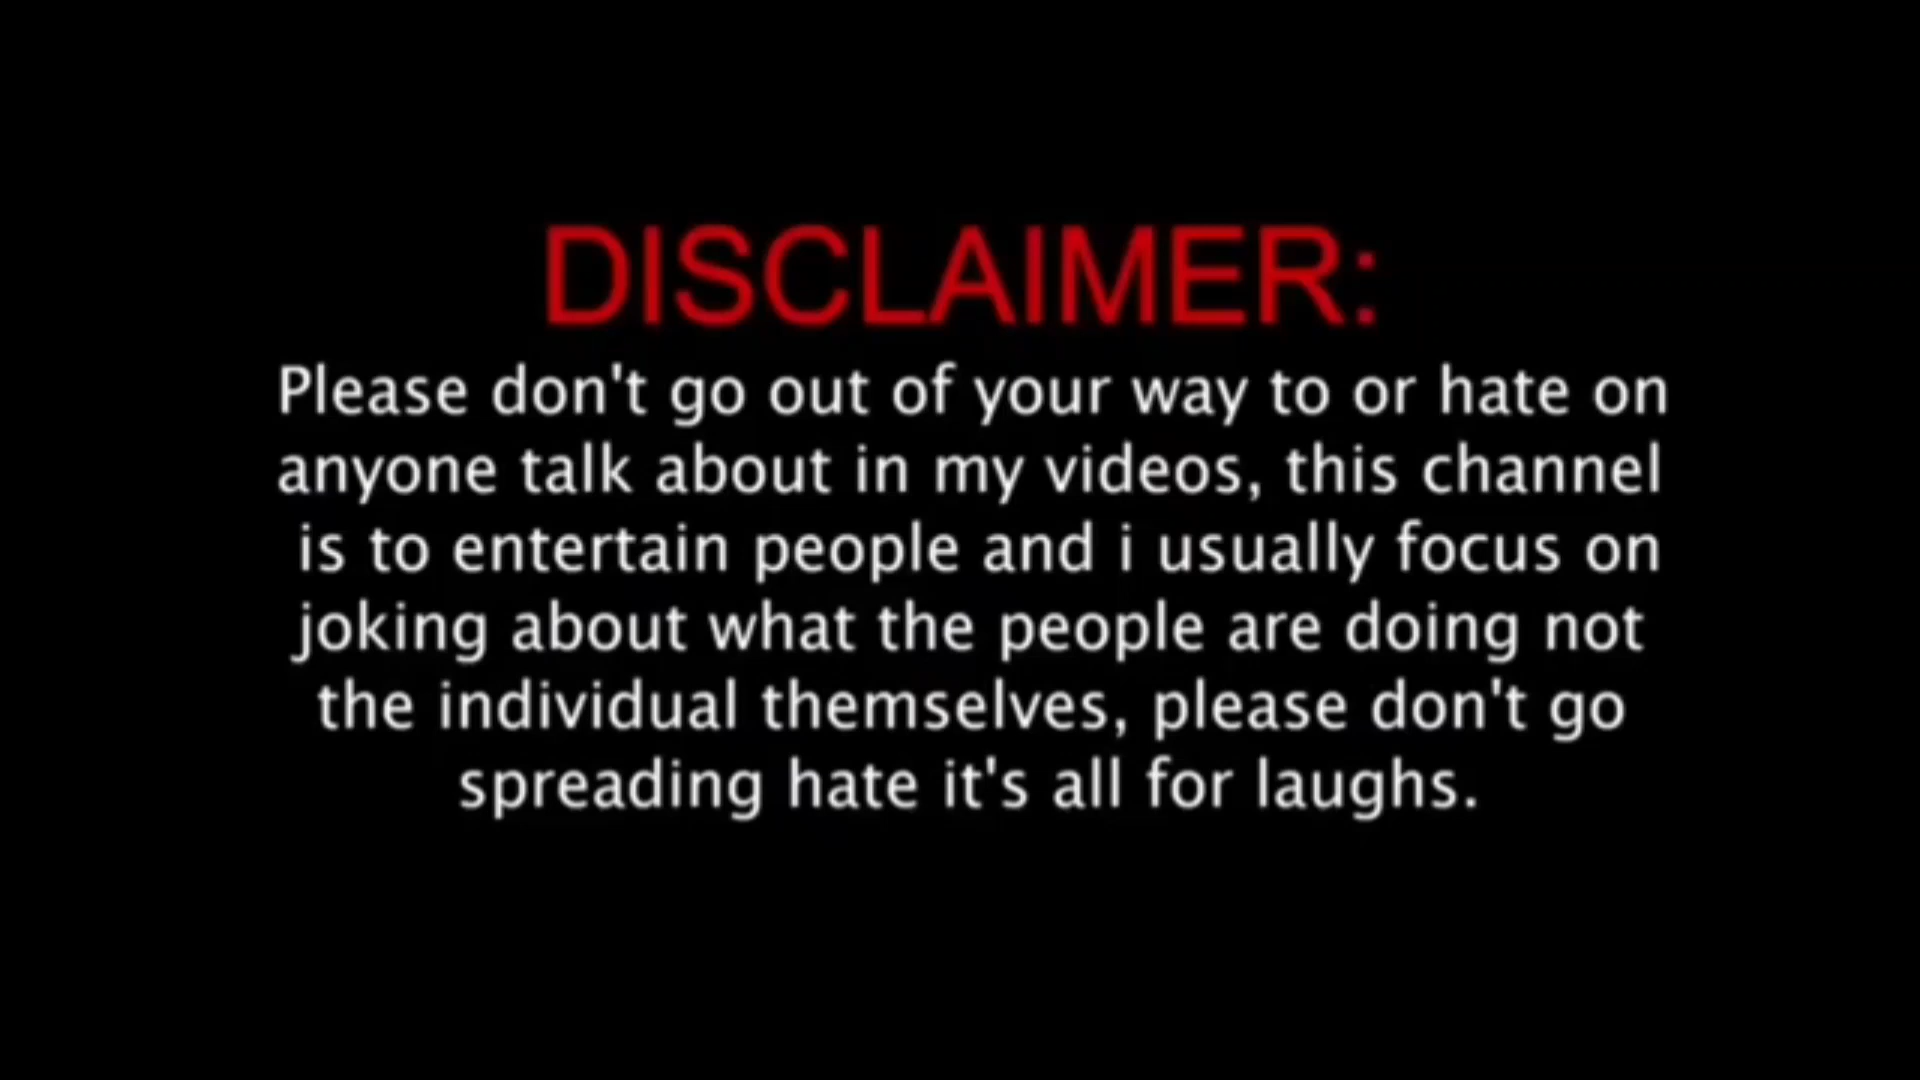 DISCLAIMER:
Please don't go out of your way to or hate on
anyone talk about in my videos, this channel
is to entertain people and i usually focus on
joking about what the people are doing not
the individual themselves, please don't go
spreading hate it's all for laughs.